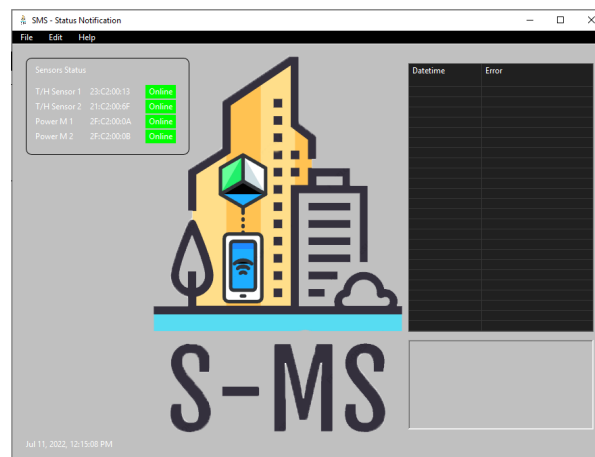 SMS - Status Notification
File Edit Help
Sensors Status
T/H Sensor 1 23:C2:00:13 Online
T/H Sensor 2 21:C2:00:6F Online
Power M 1 2F:C2:00:0A Online
Power M 2 2F:C2:00:0B Online
Datetime Error
S-MS
Jul 11, 2022, 12:15:08 PM